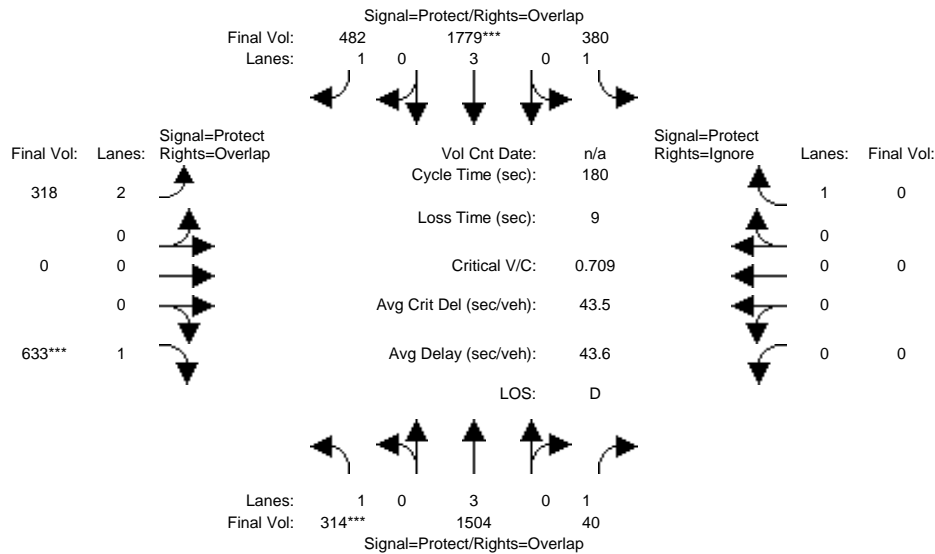 Signal=Protect/Rights=Overlap
Final Vol: 482 1779*** 380
Lanes: 1 0 3 0 1
Signal=Protect Signal=Protect
Final Vol: Lanes: Rights=Overlap Vol Cnt Date: n/a Rights=Ignore Lanes: Final Vol:
Cycle Time (sec): 180
318 2 1 0
Loss Time (sec): 9
0 0
0 0 Critical V/C: 0.709 0 0
0 Avg Crit Del (sec/veh): 43.5 0
633*** 1 Avg Delay (sec/veh): 43.6 0 0
LOS: D
Lanes: 1 0 3 0 1
Final Vol: 314*** 1504 40
Signal=Protect/Rights=Overlap